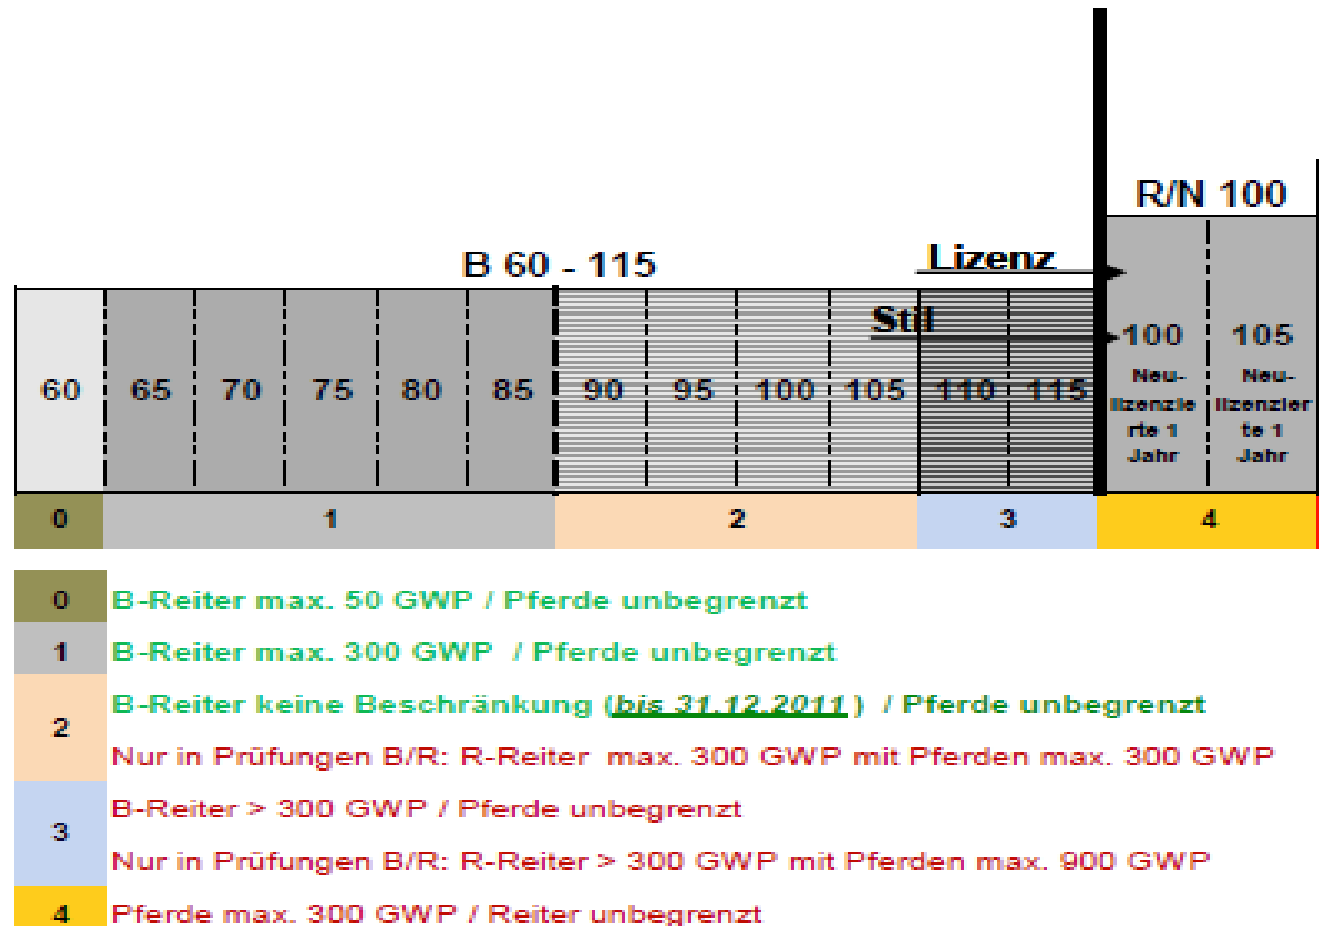 R/N 100
B 60 - 115
Lizenz
Stil
60 65 70 75 80 85 90 95 100 105 110 115 100 105
Neu-
lizenzie
rte 1
Jahr
Neu-
lizenzier
te 1
Jahr
0 1 2 3 4
0 B-Reiter max. 50 GWP / Pferde unbegrenzt
1 B-Reiter max. 300 GWP / Pferde unbegrenzt
2 B-Reiter keine Beschränkung (bis 31.12.2011) / Pferde unbegrenzt
Nur in Prüfungen B/R: R-Reiter max. 300 GWP mit Pferden max. 300 GWP
3 B-Reiter > 300 GWP / Pferde unbegrenzt
Nur in Prüfungen B/R: R-Reiter > 300 GWP mit Pferden max. 900 GWP
4 Pferde max. 300 GWP / Reiter unbegrenzt